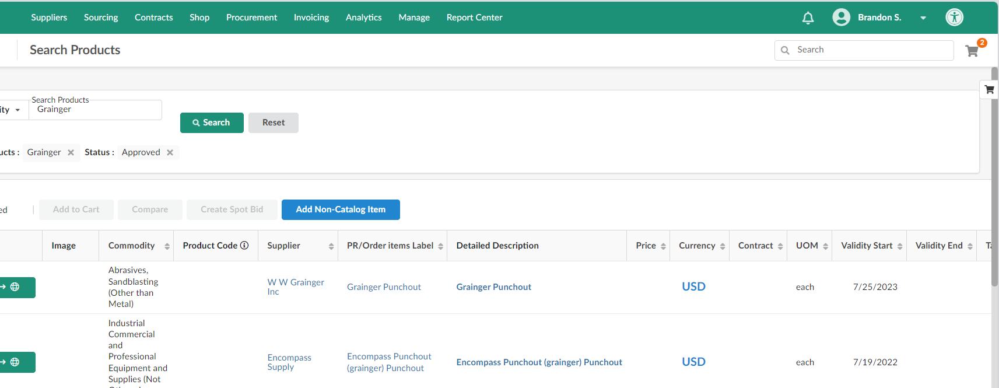 Suppliers Sourcing Contracts Shop Procurement Invoicing Analytics Manage Report Center Brandon S.
Search Products Search 2
Search Products
ity Grainger
Search Reset
ucts : Grainger Status : Approved
ed Add to Cart Compare Create Spot Bid Add Non-Catalog Item
Image Commodity Product Code Supplier PR/Order items Label Detailed Description Price Currency Contract UOM Validity Start Validity End
Abrasives,
Sandblasting
(Other than
Metal)
W W Grainger
Inc
Grainger Punchout Grainger Punchout USD each 7/25/2023
Industrial
Commercial
and
Professional
Equipment and
Supplies (Not
Encompass
Supply
Encompass Punchout
(grainger) Punchout
Encompass Punchout (grainger) Punchout USD each 7/19/2022